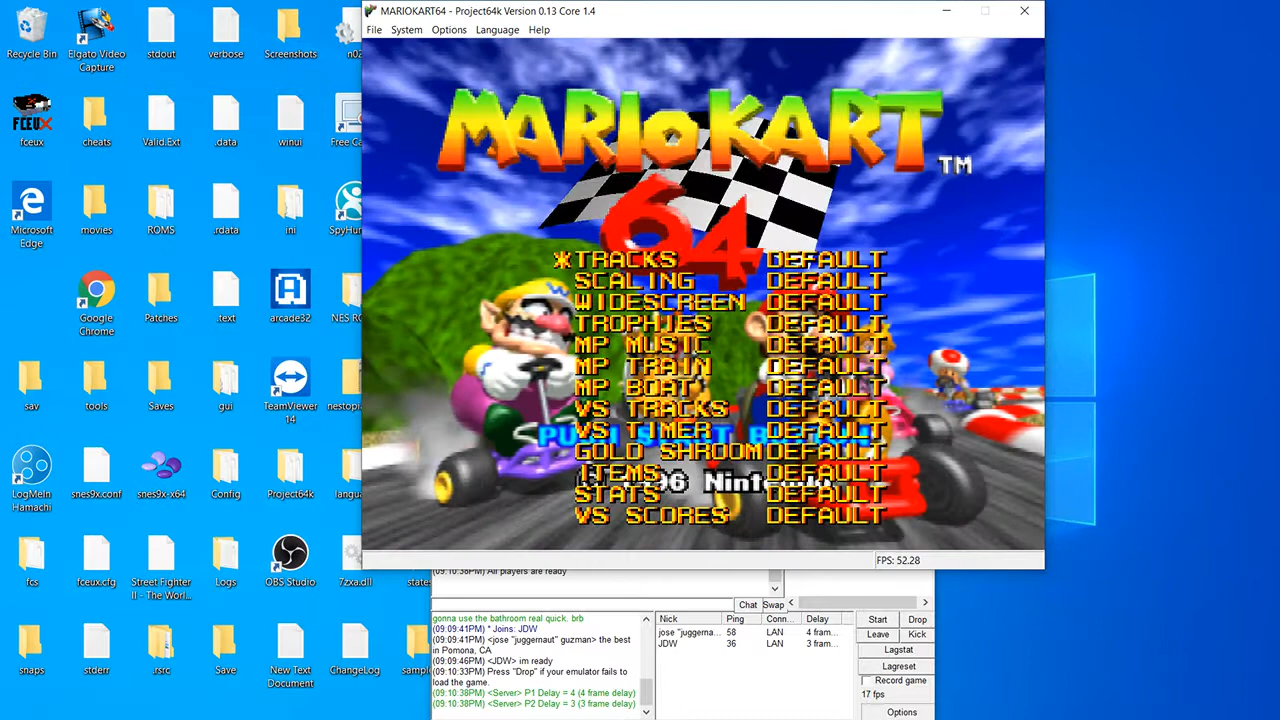 MARIOKART64 - Project64k Version 0.13 Core 1.4
File System Options Language Help
MARIO KART
TM
64
*TRACKS DEFAULT
SCALING DEFAULT
WIDESCREEN DEFAULT
TROPHIES DEFAULT
MP MUSIC DEFAULT
MP TRAIN DEFAULT
MP BOAT DEFAULT
VS TRACKS DEFAULT
VS TIMER DEFAULT
GOLD SHROOM DEFAULT
ITEMS DEFAULT
STATS DEFAULT
VS SCORES DEFAULT
FPS: 52.28
Recycle Bin
Elgato Video
Capture
stdout
verbose
Screenshots
fceux
cheats
Valid.Ext
.data
winui
Microsoft
Edge
movies
ROMS
.rdata
ini
Google
Chrome
Patches
.text
arcade32
sav
tools
Saves
gui
TeamViewer
14
LogMeIn
Hamachi
snes9x.conf
snes9x-x64
Config
Project64k
fcs
fceux.cfg
Street Fighter
II - The Worl...
Logs
OBS Studio
7zxa.dll
snaps
stderr
.rsrc
Save
New Text
Document
ChangeLog
(09:10:38PM) All players are ready
Chat Swap
gonna use the bathroom real quick. brb
(09:09:41PM) * Joins: JDW
(09:09:41PM) <jose "juggernaut" guzman> the best
in Pomona, CA
(09:09:46PM) <JDW> im ready
(09:10:33PM) Press "Drop" if your emulator fails to
load the game.
(09:10:38PM) <Server> P1 Delay = 4 (4 frame delay)
(09:10:38PM) <Server> P2 Delay = 3 (3 frame delay)
Nick Ping Conn... Delay
jose "juggerna... 58 LAN 4 fram...
JDW 36 LAN 3 fram...
Start Drop
Leave Kick
Lagstat
Lagreset
Record game
17 fps
Options